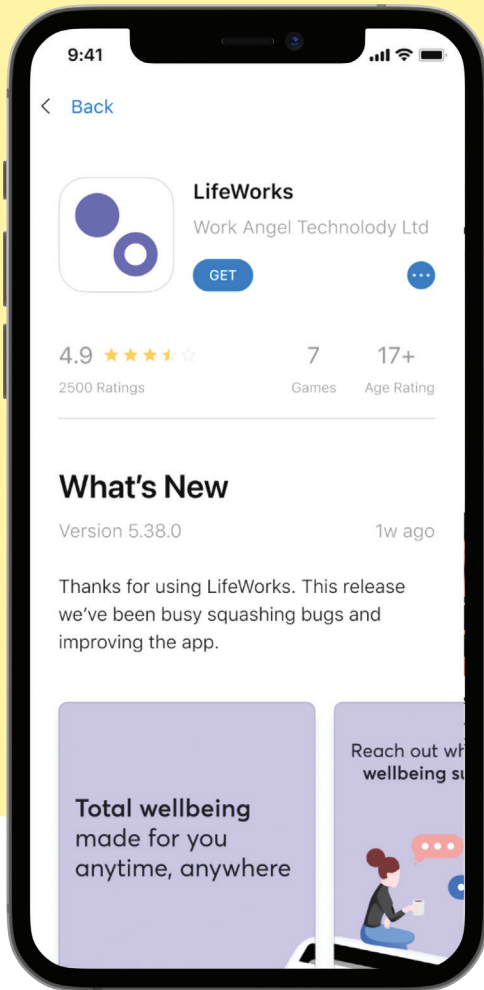 9:41
Back
LifeWorks
Work Angel Technolody Ltd
GET
4.9
7
17+
2500 Ratings
Games
Age Rating
What's New
Version 5.38.0
1w ago
Thanks for using LifeWorks. This release
we've been busy squashing bugs and
improving the app.
Total wellbeing
made for you
anytime, anywhere
Reach out
wellbeing